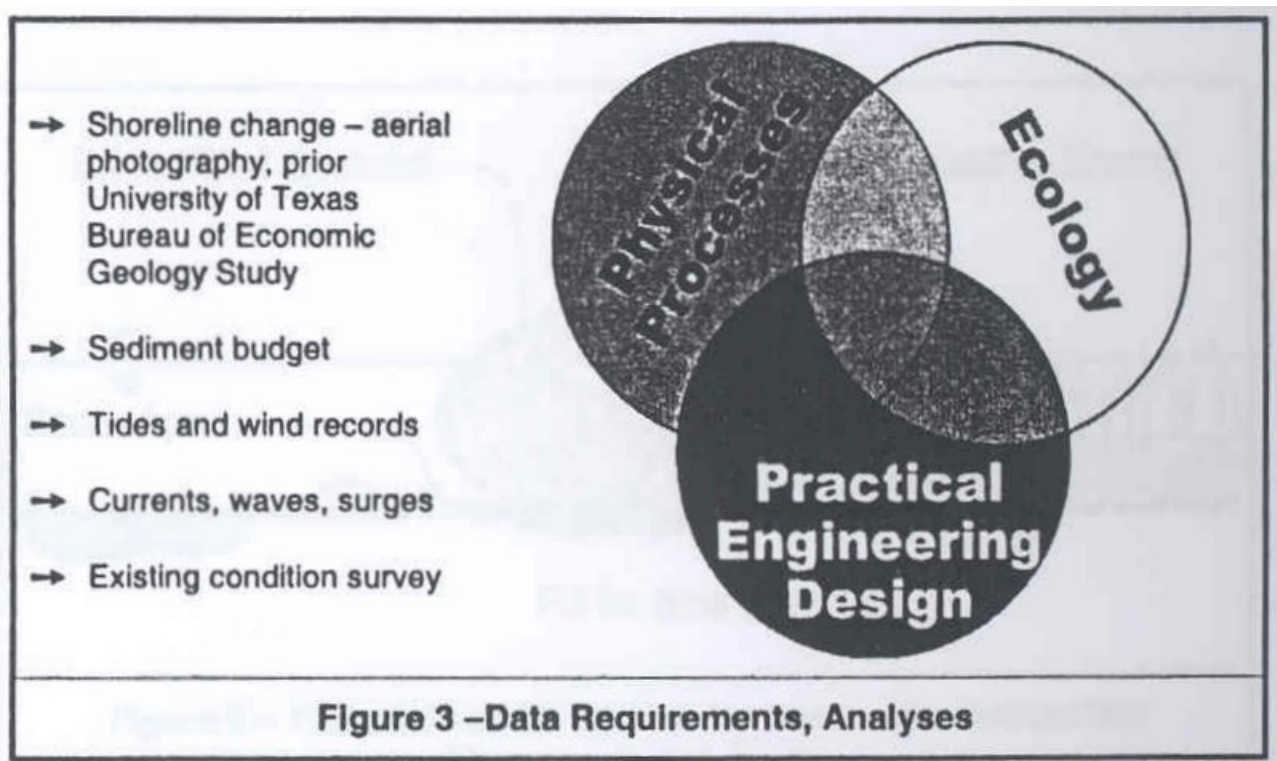 → Shoreline change – aerial
photography, prior
University of Texas
Bureau of Economic
Geology Study
→ Sediment budget
→ Tides and wind records
→ Currents, waves, surges
→ Existing condition survey
Physical
Processes
Ecology
Practical
Engineering
Design
Figure 3 –Data Requirements, Analyses